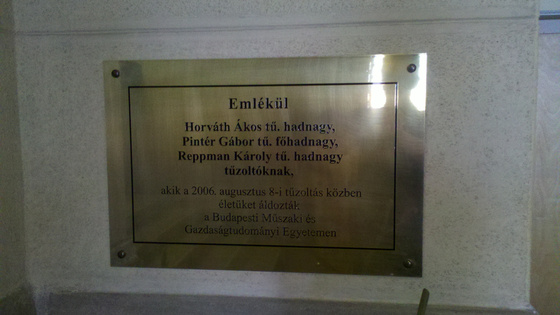 Emlékül
Horváth Ákos tű. hadnagy,
Pintér Gábor tű. főhadnagy,
Reppman Károly tű. hadnagy
tűzoltóknak,
akik a 2006. augusztus 8-i tűzoltás közben
életüket áldozták
a Budapesti Műszaki és
Gazdaságtudományi Egyetemen